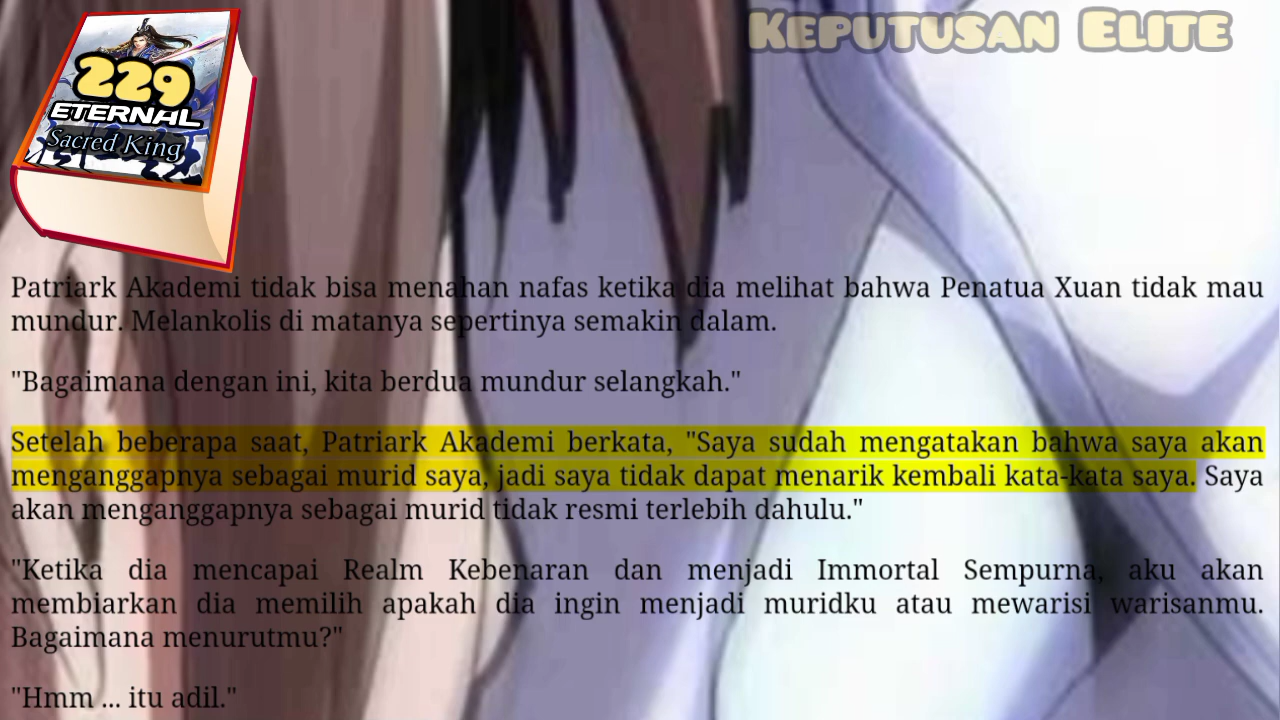 Keputusan Elite
229
ETERNAL
Sacred King
Patriark Akademi tidak bisa menahan nafas ketika dia melihat bahwa Penatua Xuan tidak mau
mundur. Melankolis di matanya sepertinya semakin dalam.
"Bagaimana dengan ini, kita berdua mundur selangkah."
Setelah beberapa saat, Patriark Akademi berkata, "Saya sudah mengatakan bahwa saya akan
menganggapnya sebagai murid saya, jadi saya tidak dapat menarik kembali kata-kata saya. Saya
akan menganggapnya sebagai murid tidak resmi terlebih dahulu."
"Ketika dia mencapai Realm Kebenaran dan menjadi Immortal Sempurna, aku akan
membiarkan dia memilih apakah dia ingin menjadi muridku atau mewarisi warisanmu.
Bagaimana menurutmu?"
"Hmm ... itu adil."